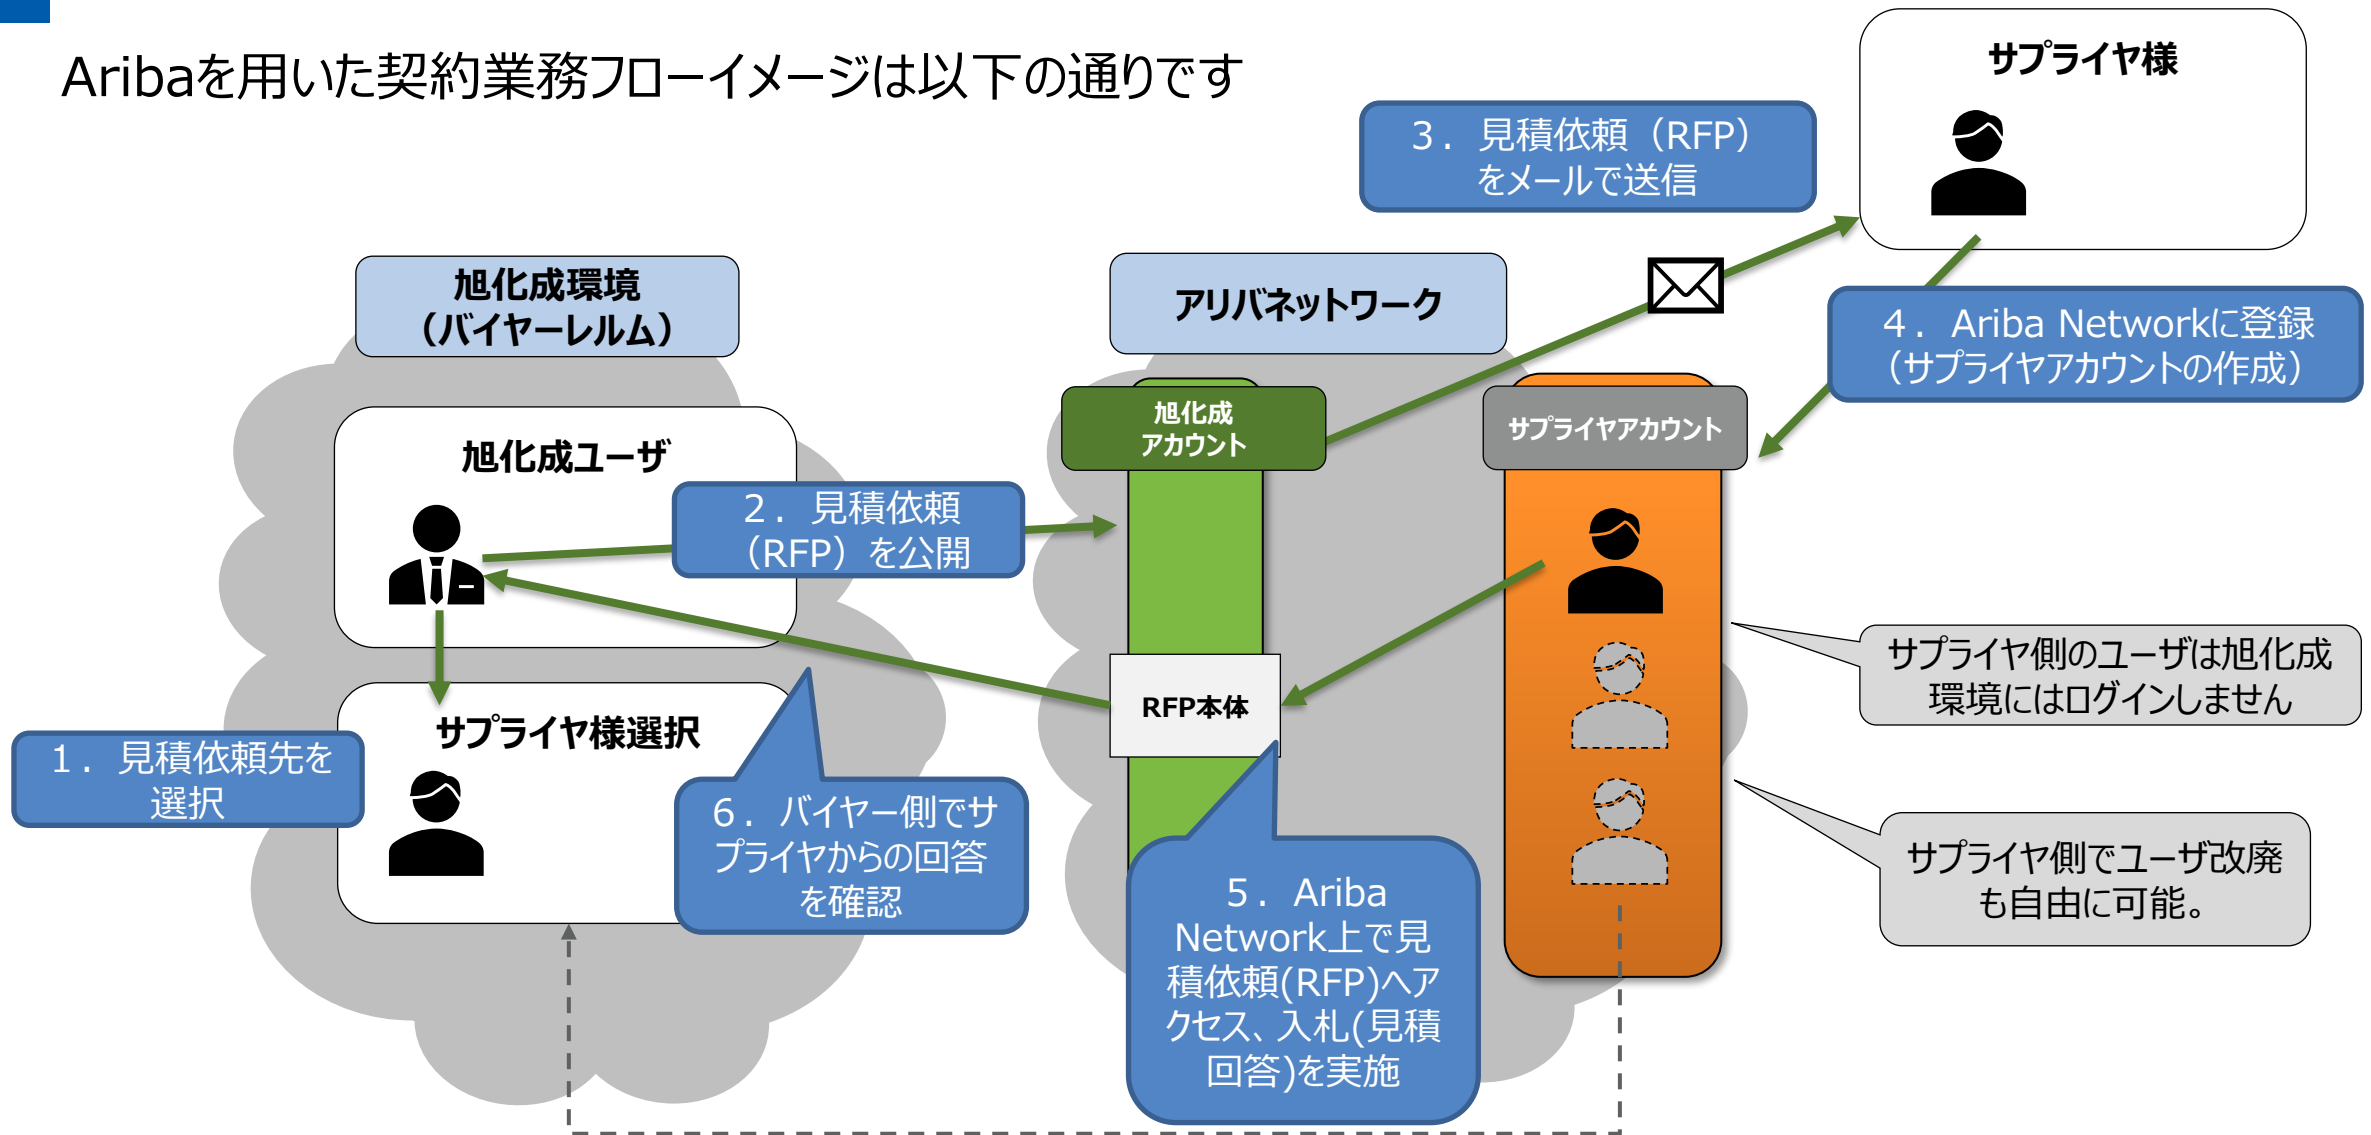 Aribaを用いた契約業務フローイメージは以下の通りです
サプライヤ様
3．見積依頼（RFP）
をメールで送信
旭化成環境
（バイヤーレルム）
アリバネットワーク
4．Ariba Networkに登録
（サプライヤアカウントの作成）
旭化成
アカウント
サプライヤアカウント
旭化成ユーザ
2．見積依頼
（RFP）を公開
サプライヤ側のユーザは旭化成
環境にはログインしません
RFP本体
サプライヤ様選択
1．見積依頼先を
選択
6．バイヤー側でサ
プライヤからの回答
を確認
サプライヤ側でユーザ改廃
も自由に可能。
5．Ariba
Network上で見
積依頼(RFP)へア
クセス、入札(見積
回答)を実施